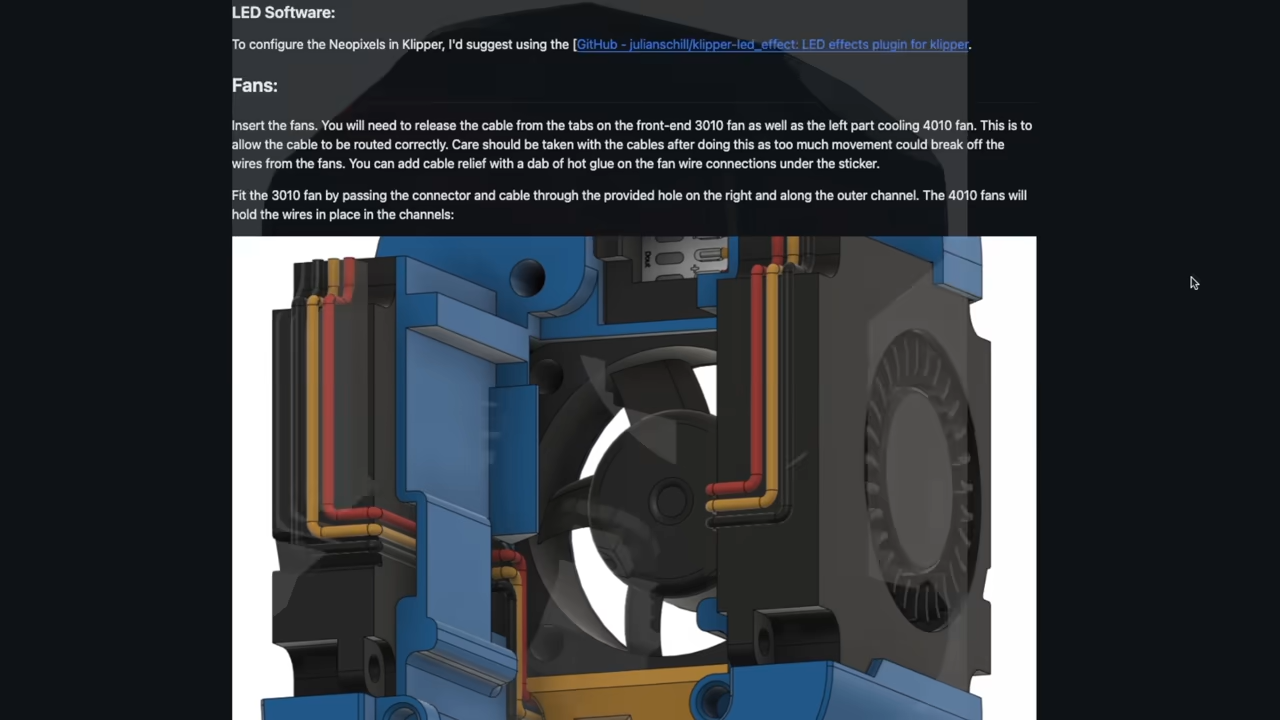 LED Software:
To configure the Neopixels in Klipper, I'd suggest using the [GitHub - julianschill/klipper-led_effect: LED effects plugin for klipper.
Fans:
Insert the fans. You will need to release the cable from the tabs on the front-end 3010 fan as well as the left part cooling 4010 fan. This is to
allow the cable to be routed correctly. Care should be taken with the cables after doing this as too much movement could break off the
wires from the fans. You can add cable relief with a dab of hot glue on the fan wire connections under the sticker.
Fit the 3010 fan by passing the connector and cable through the provided hole on the right and along the outer channel. The 4010 fans will
hold the wires in place in the channels:
Dout